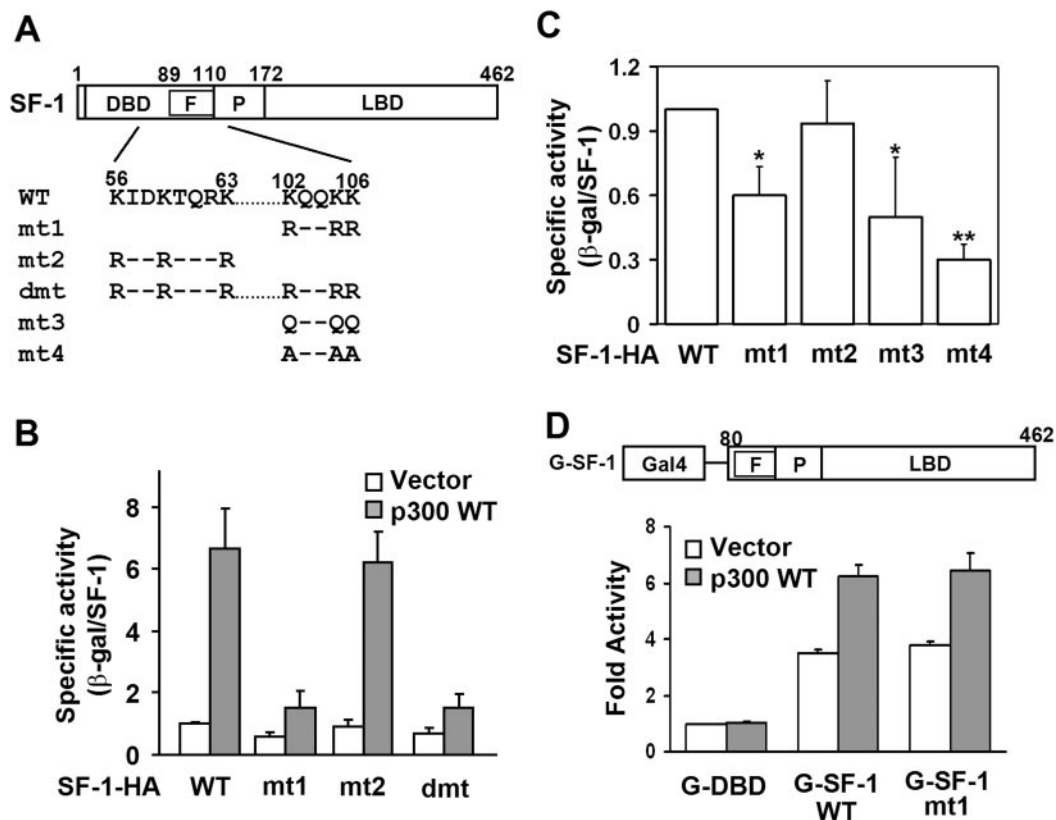 A
1 89 110 172 462
SF-1 DBD F P LBD
56 63 102 106
WT KIDKTQRK........KQQKK
mt1 R--RR
mt2 R--R---R
dmt R--R---R........R--RR
mt3 Q--QQ
mt4 A--AA
B
Vector
p300 WT
Specific activity
(β-gal/SF-1)
8
6
4
2
0
SF-1-HA WT mt1 mt2 dmt
C
Specific activity
(β-gal/SF-1)
1.2
0.9
0.6
0.3
0
* * **
SF-1-HA WT mt1 mt2 mt3 mt4
D
80 462
G-SF-1 Gal4 F P LBD
Vector
p300 WT
Fold Activity
8
6
4
2
0
G-DBD G-SF-1 G-SF-1
WT mt1